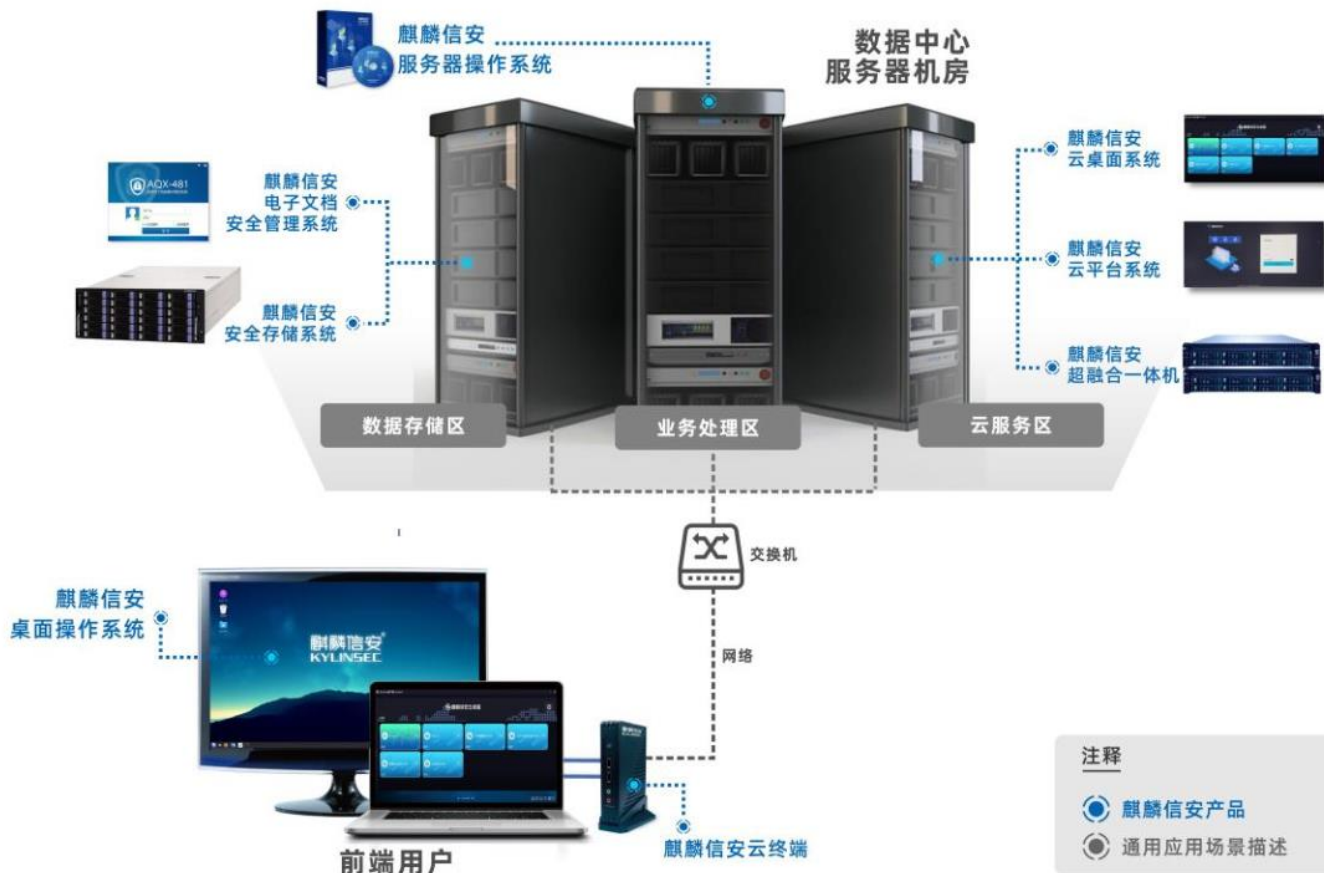 麒麟信安
服务器操作系统
数据中心
服务器机房
AQX-481
麒麟信安
电子文档
安全管理系统
麒麟信安
安全存储系统
麒麟信安
云桌面系统
麒麟信安
云平台系统
麒麟信安
超融合一体机
数据存储区
业务处理区
云服务区
交换机
网络
麒麟信安
桌面操作系统
麒麟信安
KYLINSEC
麒麟信安云终端
前端用户
注释
麒麟信安产品
通用应用场景描述